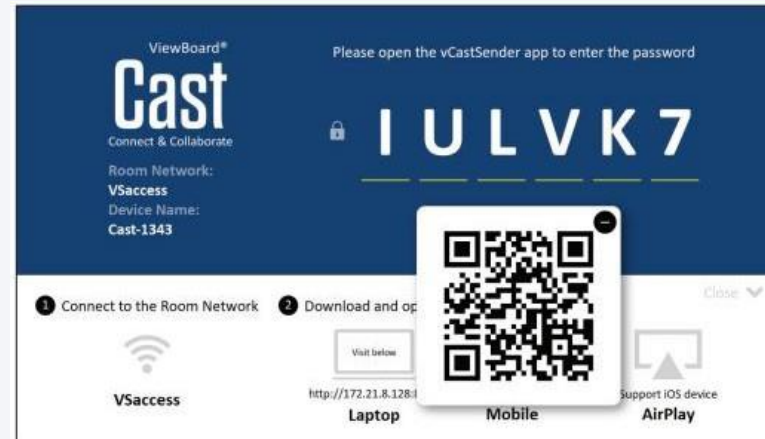 ViewBoard®
Cast
Connect & Collaborate
Room Network:
VSaccess
Device Name:
Cast-1343
Please open the vCastSender app to enter the password
IULVK7
Close
1 Connect to the Room Network
2 Download and op
VSaccess
Visit below
http://172.21.8.128:
Laptop
Mobile
Support iOS device
AirPlay